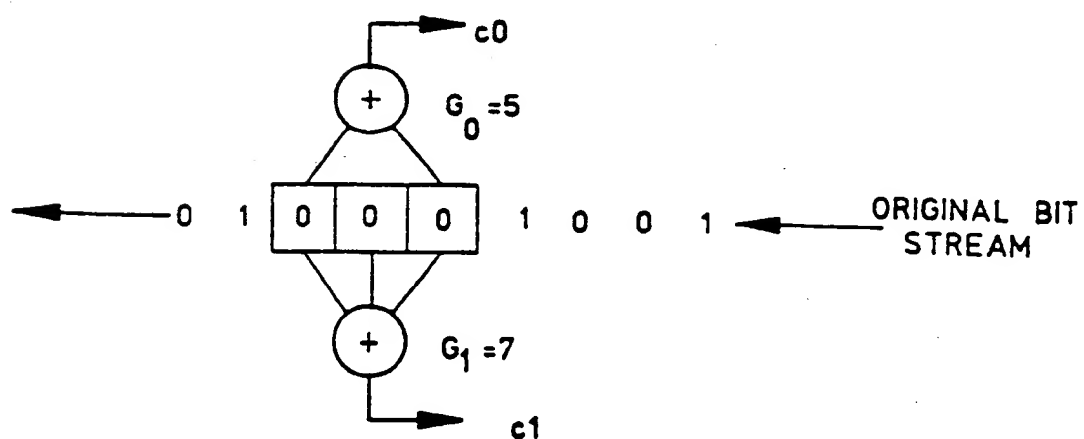 c0
G0 =5
0 1 0 0 0 1 0 0 1
ORIGINAL BIT
STREAM
G1 =7
c1